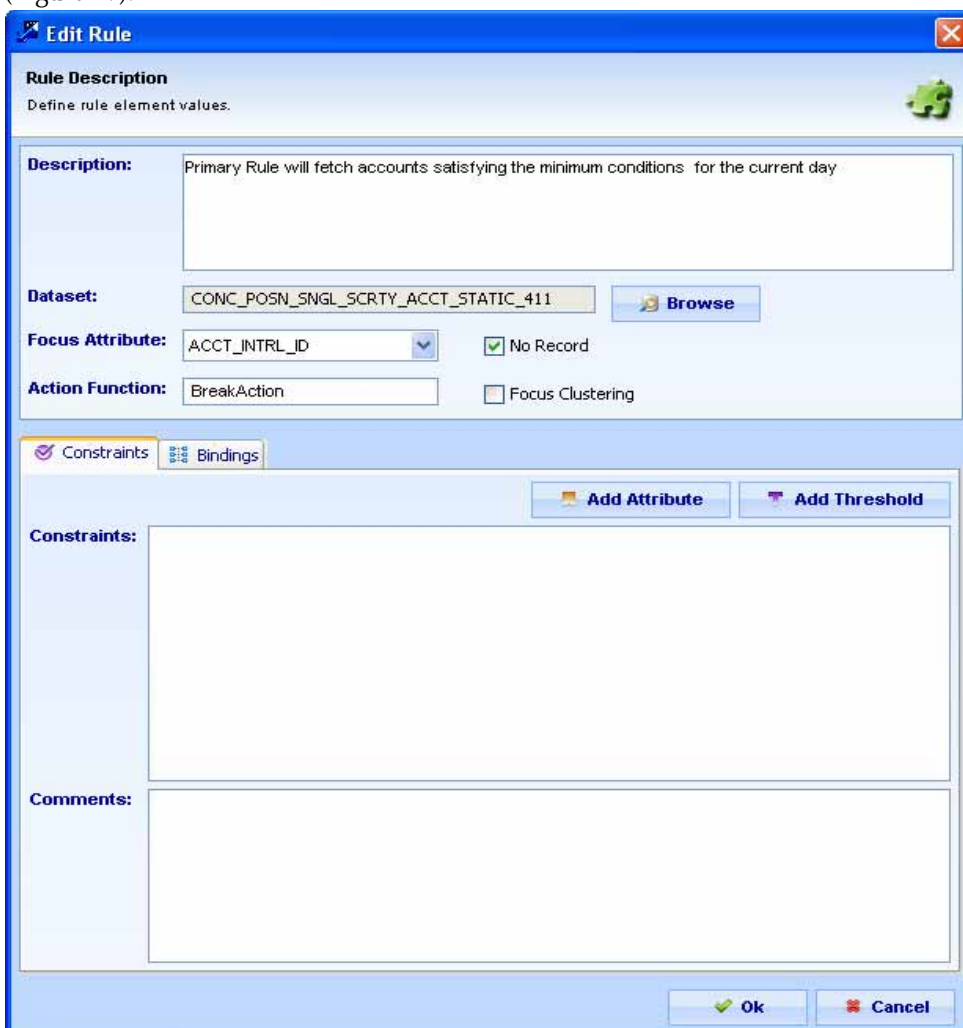 Edit Rule
Rule Description
Define rule element values.
Description:
Primary Rule will fetch accounts satisfying the minimum conditions for the current day
Dataset:
CONC_POSN_SNGL_SCRTY_ACCT_STATIC_411
Browse
Focus Attribute:
ACCT_INTRL_ID
No Record
Action Function:
BreakAction
Focus Clustering
Constraints
Bindings
Add Attribute
Add Threshold
Constraints:
Comments:
Ok
Cancel